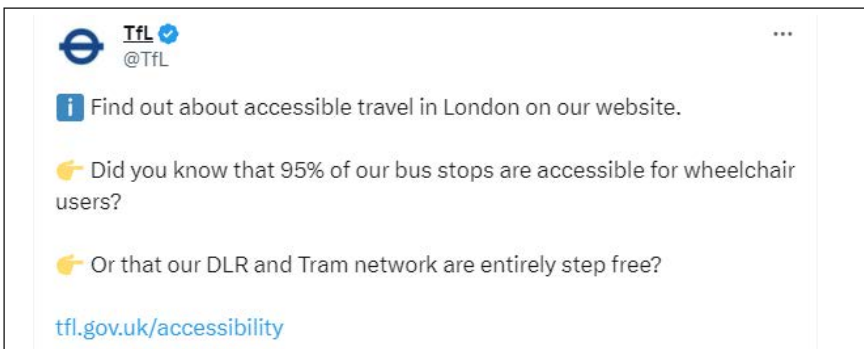 TfL
@TfL
ℹ️ Find out about accessible travel in London on our website.
👉 Did you know that 95% of our bus stops are accessible for wheelchair
users?
👉 Or that our DLR and Tram network are entirely step free?
tfl.gov.uk/accessibility